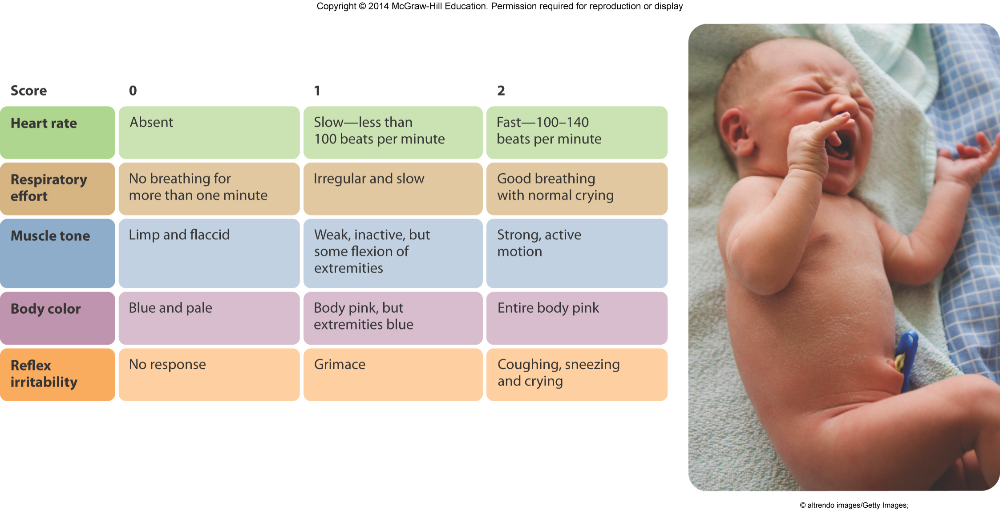 Copyright © 2014 McGraw-Hill Education. Permission required for reproduction or display
Score 0 1 2
Heart rate
Absent
Slow—less than
100 beats per minute
Fast—100–140
beats per minute
Respiratory
effort
No breathing for
more than one minute
Irregular and slow
Good breathing
with normal crying
Muscle tone
Limp and flaccid
Weak, inactive, but
some flexion of
extremities
Strong, active
motion
Body color
Blue and pale
Body pink, but
extremities blue
Entire body pink
Reflex
irritability
No response
Grimace
Coughing, sneezing
and crying
© altrendo images/Getty Images;